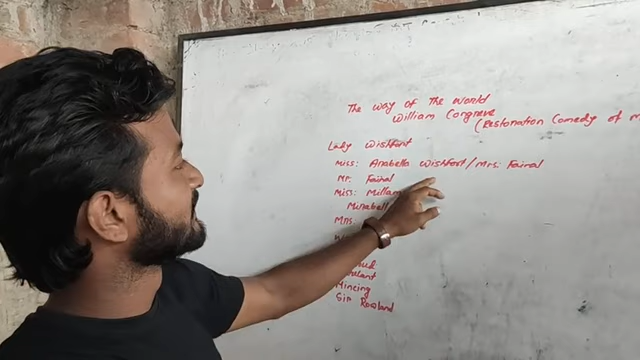 The way of The World
William Congrave
(Restoration Comedy of M
Lady Wishfort
Miss: Arabella Wishfort/Mrs. Fainal
Mr. Fainal
Miss: Millam
Mirabell
Mrs.
Mincing
Sir Rowland